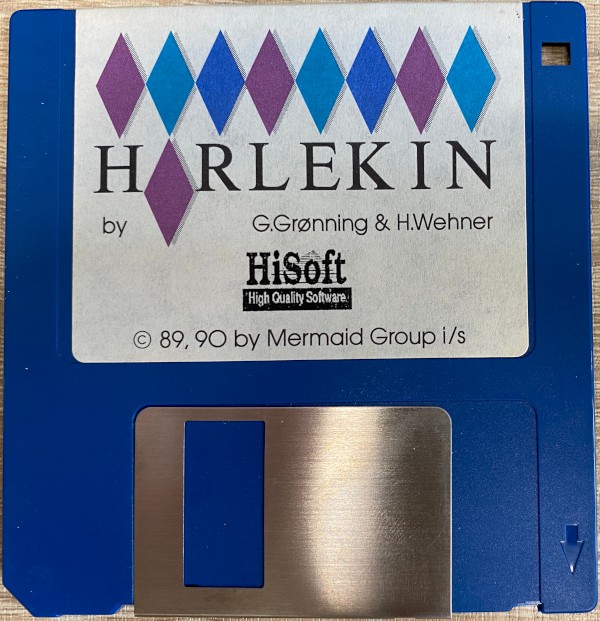 HARLEKIN
by G.Grønning & H.Wehner
HiSoft
High Quality Software
© 89, 90 by Mermaid Group i/s